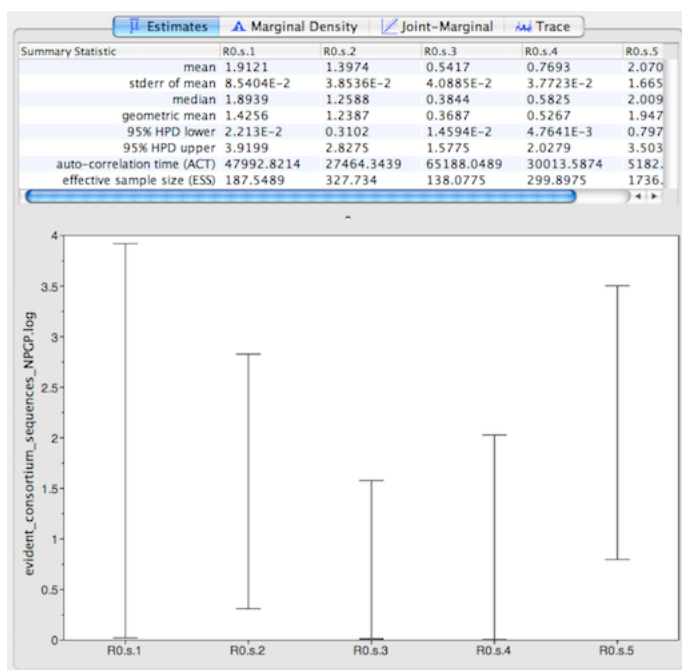 Estimates Marginal Density Joint-Marginal Trace
Summary Statistic R0.s.1 R0.s.2 R0.s.3 R0.s.4 R0.s.5
mean 1.9121 1.3974 0.5417 0.7693 2.070
stderr of mean 8.5404E-2 3.8536E-2 4.0885E-2 3.7723E-2 1.665
median 1.8939 1.2588 0.3844 0.5825 2.009
geometric mean 1.4256 1.2387 0.3687 0.5267 1.947
95% HPD lower 2.213E-2 0.3102 1.4594E-2 4.7641E-3 0.797
95% HPD upper 3.9199 2.8275 1.5775 2.0279 3.503
auto-correlation time (ACT) 47992.8214 27464.3439 65188.0489 30013.5874 5182.
effective sample size (ESS) 187.5489 327.734 138.0775 299.8975 1736.
evident_consortium_sequences_NPGP.log
4
3.5
3
2.5
2
1.5
1
0.5
0
R0.s.1 R0.s.2 R0.s.3 R0.s.4 R0.s.5